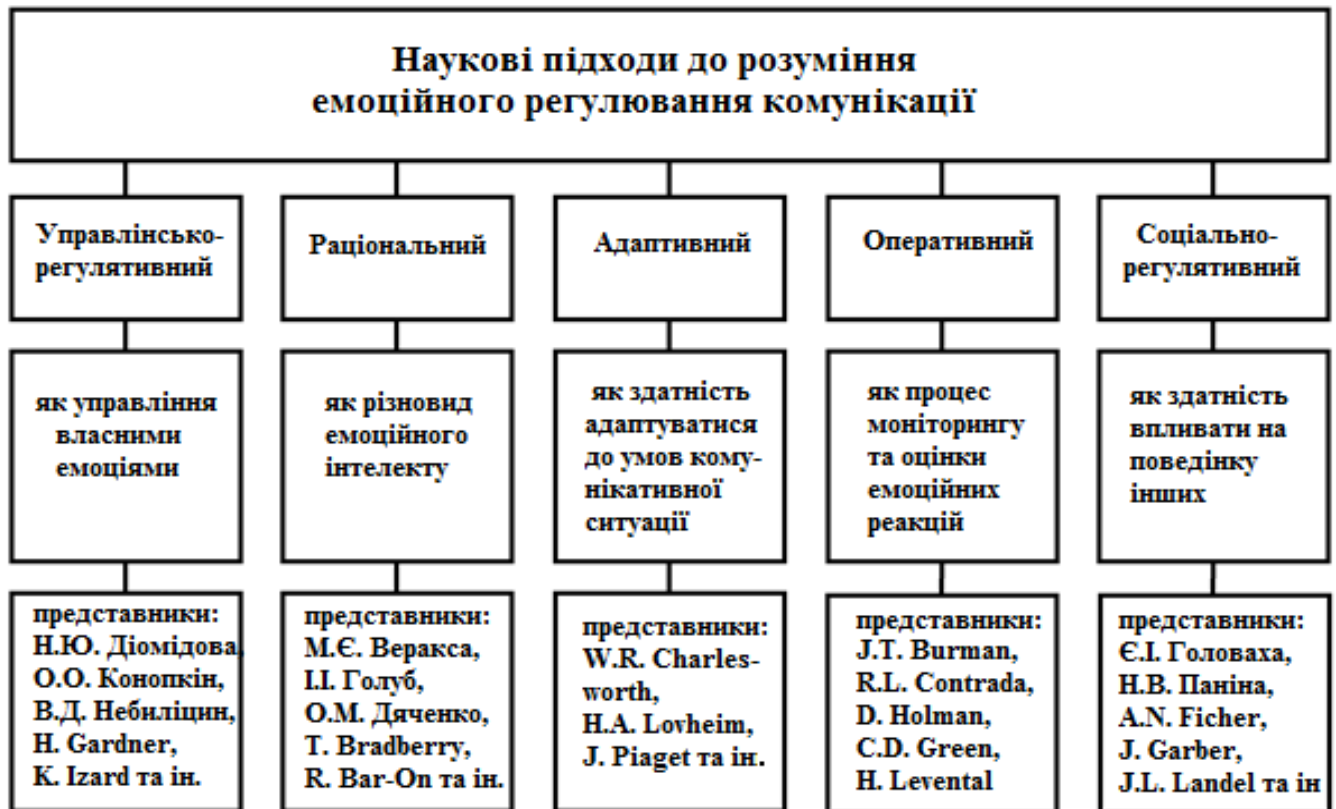 Наукові підходи до розуміння
емоційного регулювання комунікації
Управлінсько-
регулятивний
Раціональний
Адаптивний
Оперативний
Соціально-
регулятивний
як управління
власними
емоціями
як різновид
емоційного
інтелекту
як здатність
адаптуватися
до умов кому-
нікативної
ситуації
як процес
моніторингу
та оцінки
емоційних
реакцій
як здатність
впливати на
поведінку
інших
представники:
Н.Ю. Діомідова,
О.О. Конопкін,
В.Д. Небиліцин,
H. Gardner,
K. Izard та ін.
представники:
М.Є. Веракса,
І.І. Голуб,
О.М. Дяченко,
T. Bradberry,
R. Bar-On та ін.
представники:
W.R. Charles-
worth,
H.A. Lovheim,
J. Piaget та ін.
представники:
J.T. Burman,
R.L. Contrada,
D. Holman,
C.D. Green,
H. Levental
представники:
Є.І. Головаха,
Н.В. Паніна,
A.N. Ficher,
J. Garber,
J.L. Landel та ін